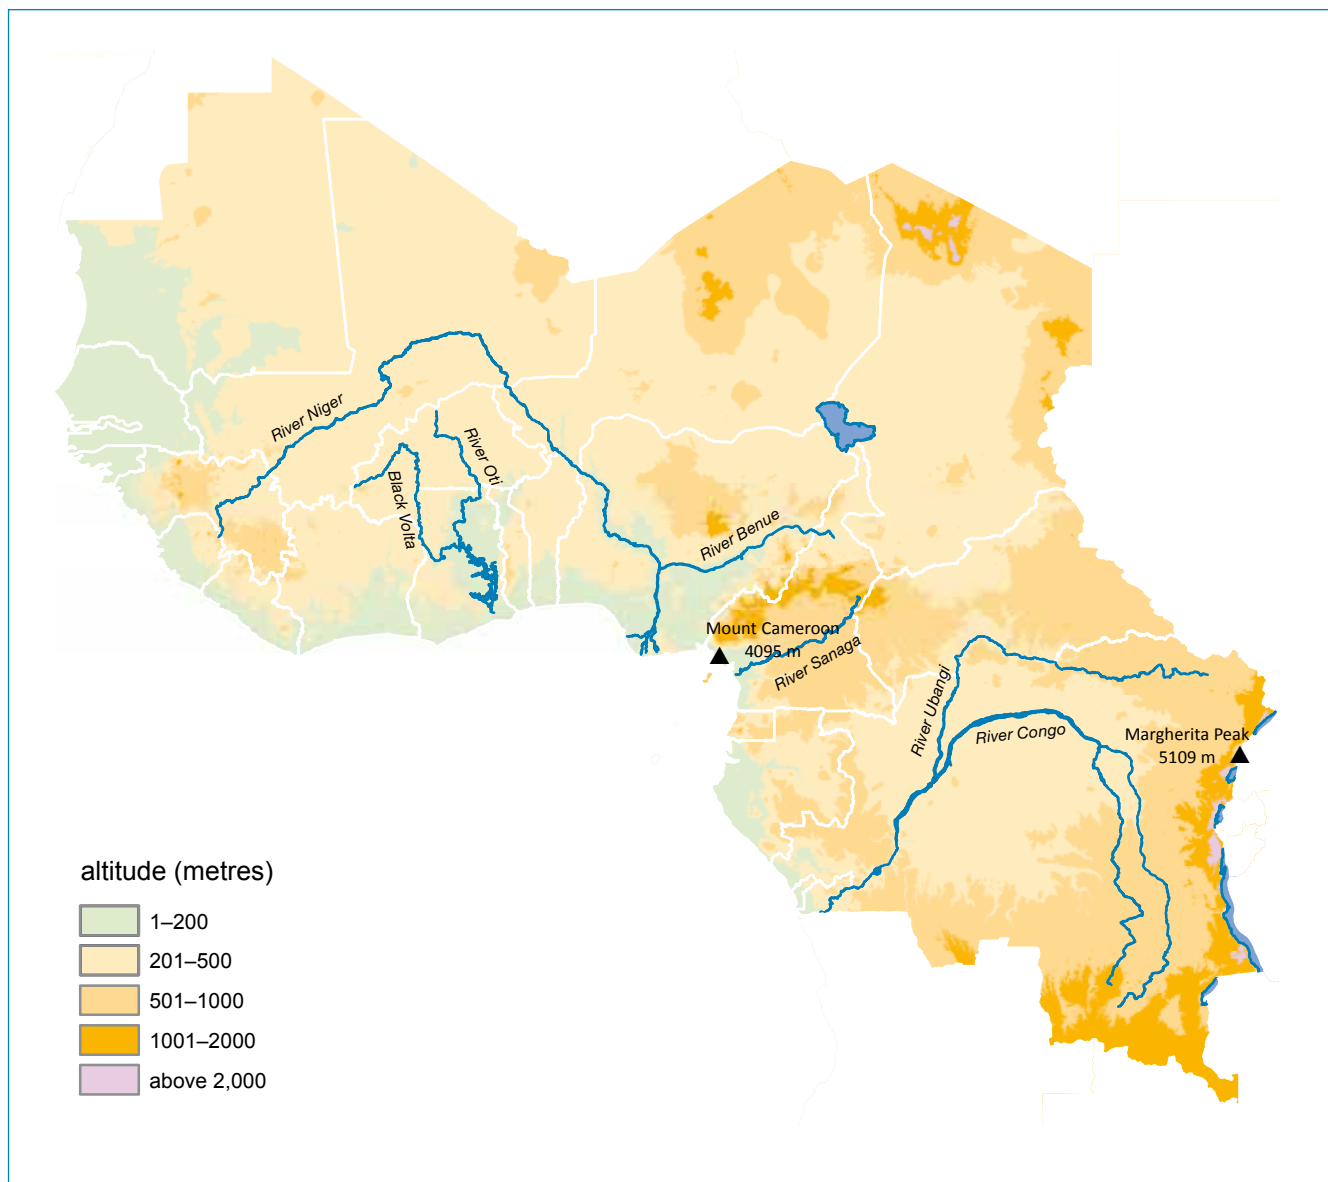 River Niger
River Oti
Black Volta
River Benue
Mount Cameroon
4095 m
River Sanaga
River Ubangi
River Congo
Margherita Peak
5109 m
altitude (metres)
1–200
201–500
501–1000
1001–2000
above 2,000